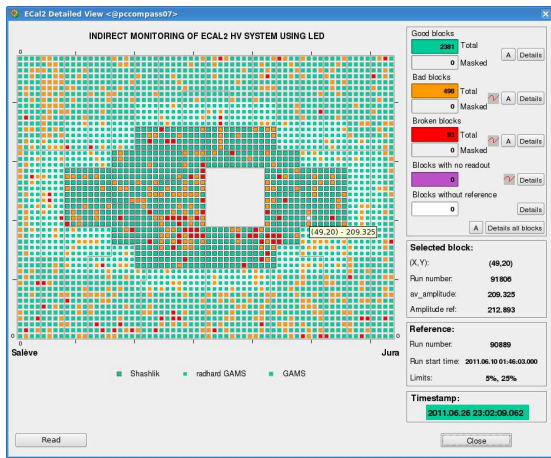 ECal2 Detailed View <@pccompass07>
INDIRECT MONITORING OF ECAL2 HV SYSTEM USING LED
0
0
(49,20) - 209.325
0
0
Salève
Jura
Shashlik
radhard GAMS
GAMS
Read
Good blocks
2381 Total
A
Details
0 Masked
Bad blocks
498 Total
A
Details
0 Masked
Broken blocks
93 Total
A
Details
0 Masked
Blocks with no readout
0
Details
Blocks without reference
0
Details
A
Details all blocks
Selected block:
(X,Y): (49,20)
Run number: 91806
av_amplitude: 209.325
Amplitude ref: 212.893
Reference:
Run number: 90889
Run start time: 2011.06.10 01:46:03.000
Limits: 5%, 25%
Timestamp:
2011.06.26 23:02:09.062
Close